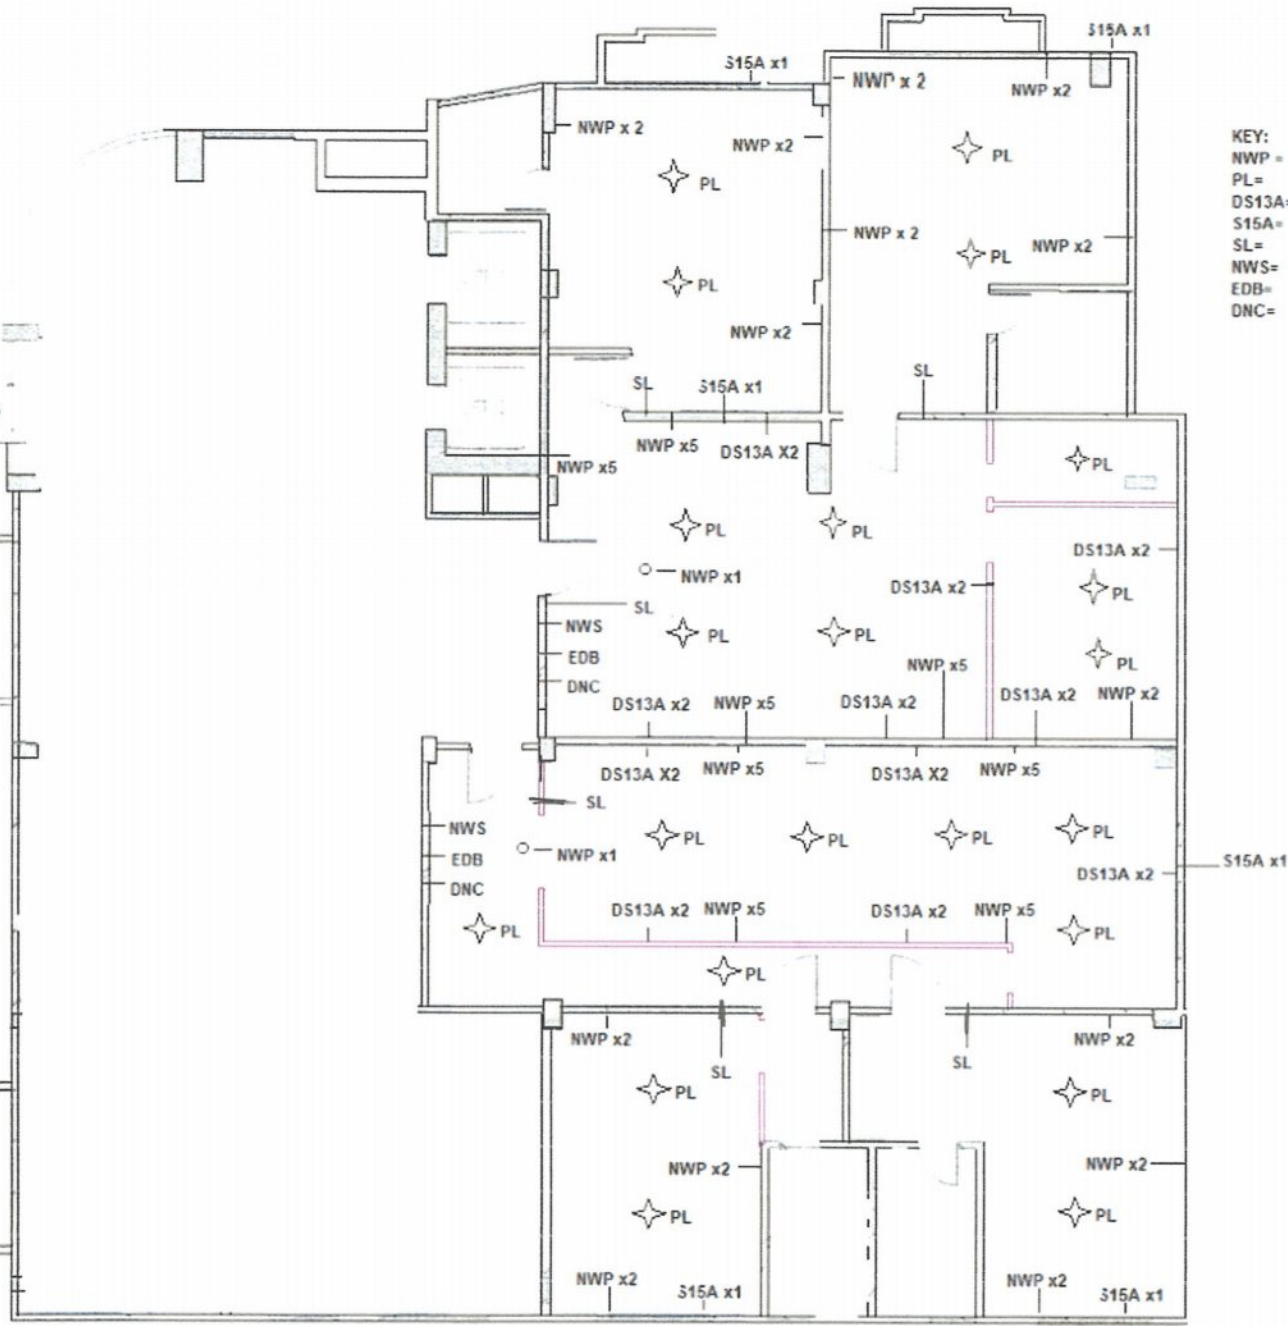 S15A x1
S15A x1
NWP x 2
NWP x2
NWP x 2
NWP x2
PL
PL
KEY:
NWP =
PL=
DS13A=
S15A=
SL=
NWS=
EDB=
DNC=
NWP x 2
NWP x2
PL
PL
NWP x2
SL
SL
S15A x1
NWP x5
DS13A X2
PL
NWP x5
PL
PL
DS13A x2
NWP x1
DS13A x2
PL
SL
NWS
PL
PL
EDB
PL
NWP x5
DNC
DS13A x2
NWP x5
DS13A x2
DS13A x2
NWP x2
DS13A X2
NWP x5
DS13A X2
NWP x5
SL
NWS
PL
PL
PL
PL
EDB
NWP x1
S15A x1
DS13A x2
DNC
DS13A x2
NWP x5
DS13A x2
NWP x5
PL
PL
PL
NWP x2
NWP x2
SL
SL
PL
PL
NWP x2
NWP x2
PL
PL
NWP x2
S15A x1
NWP x2
S15A x1